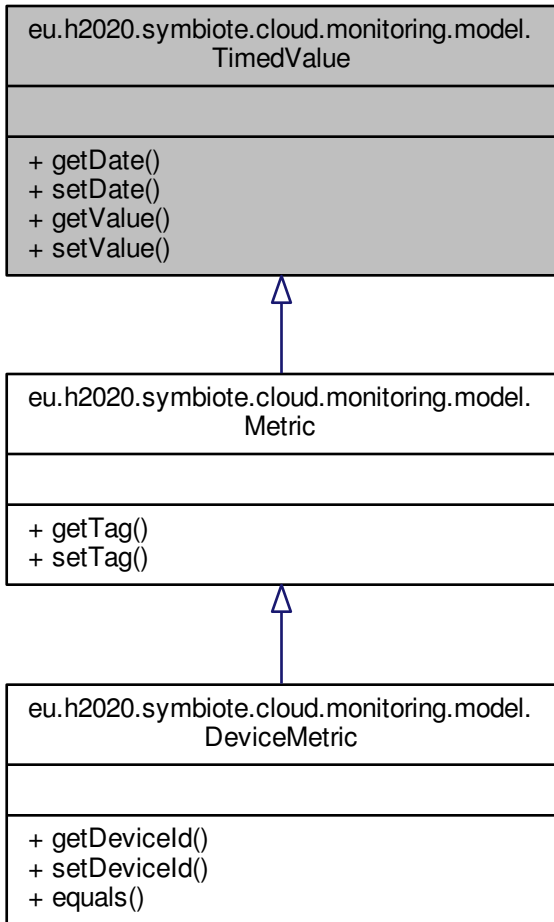 eu.h2020.symbiote.cloud.monitoring.model.
TimedValue
+ getDate()
+ setDate()
+ getValue()
+ setValue()
eu.h2020.symbiote.cloud.monitoring.model.
Metric
+ getTag()
+ setTag()
eu.h2020.symbiote.cloud.monitoring.model.
DeviceMetric
+ getDeviceId()
+ setDeviceId()
+ equals()